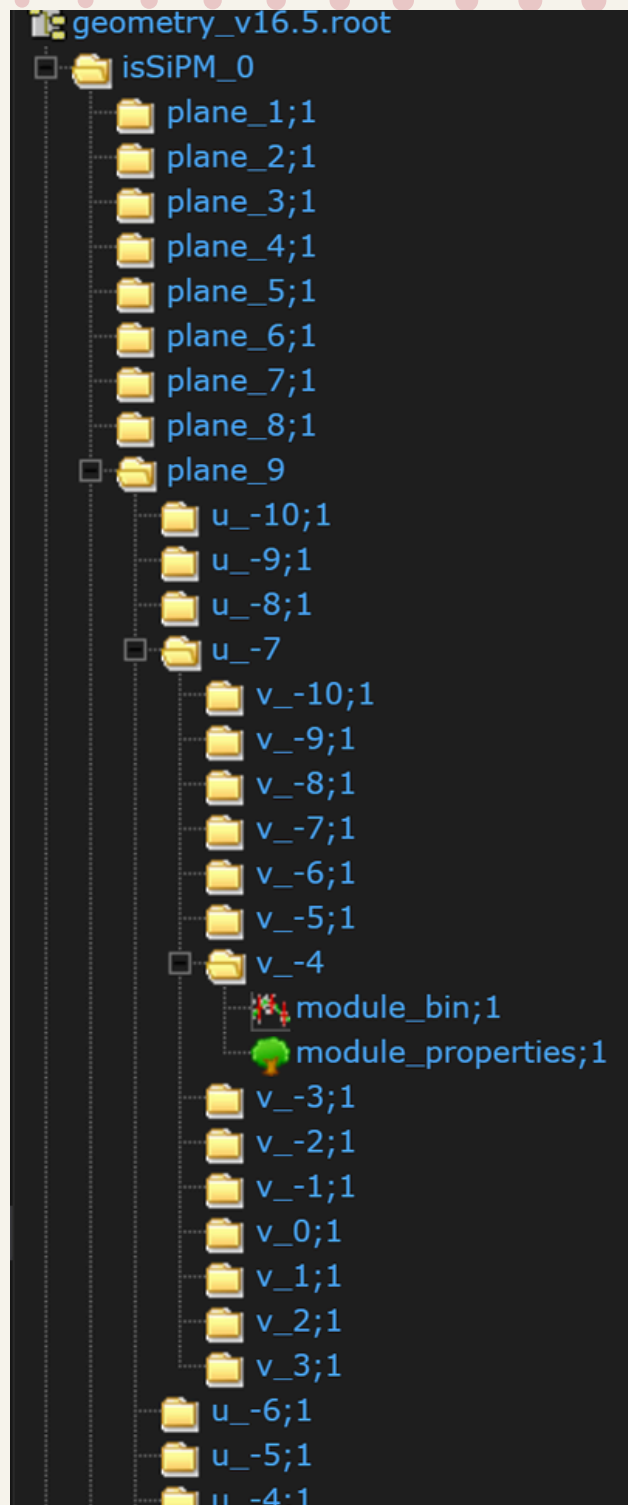 geometry_v16.5.root
isSiPM_0
plane_1;1
plane_2;1
plane_3;1
plane_4;1
plane_5;1
plane_6;1
plane_7;1
plane_8;1
plane_9
u_-10;1
u_-9;1
u_-8;1
u_-7
v_-10;1
v_-9;1
v_-8;1
v_-7;1
v_-6;1
v_-5;1
v_-4
module_bin;1
module_properties;1
v_-3;1
v_-2;1
v_-1;1
v_0;1
v_1;1
v_2;1
v_3;1
u_-6;1
u_-5;1
u_-4;1